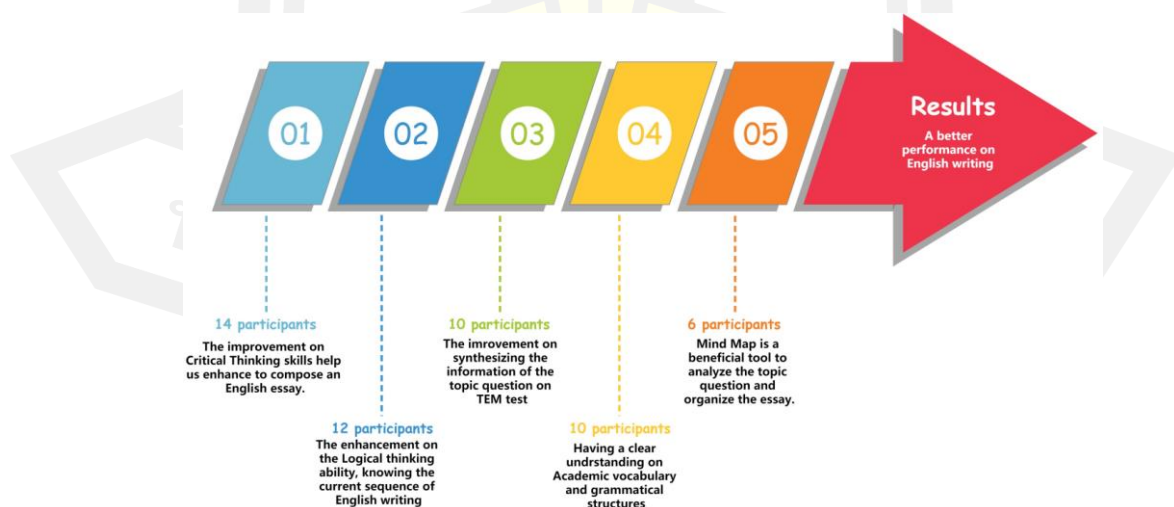 01
02
03
04
05
Results
A better
performance on
English writing
14 participants
The improvement on
Critical Thinking skills help
us enhance to compose an
English essay.
12 participants
The enhancement on
the Logical thinking
ability, knowing the
current sequence of
English writing
10 participants
The imrovement on
synthesizing the
information of the
topic question on
TEM test
10 participants
Having a clear
undrstanding on
Academic vocabulary
and grammatical
structures
6 participants
Mind Map is a
beneficial tool to
analyze the topic
question and
organize the essay.